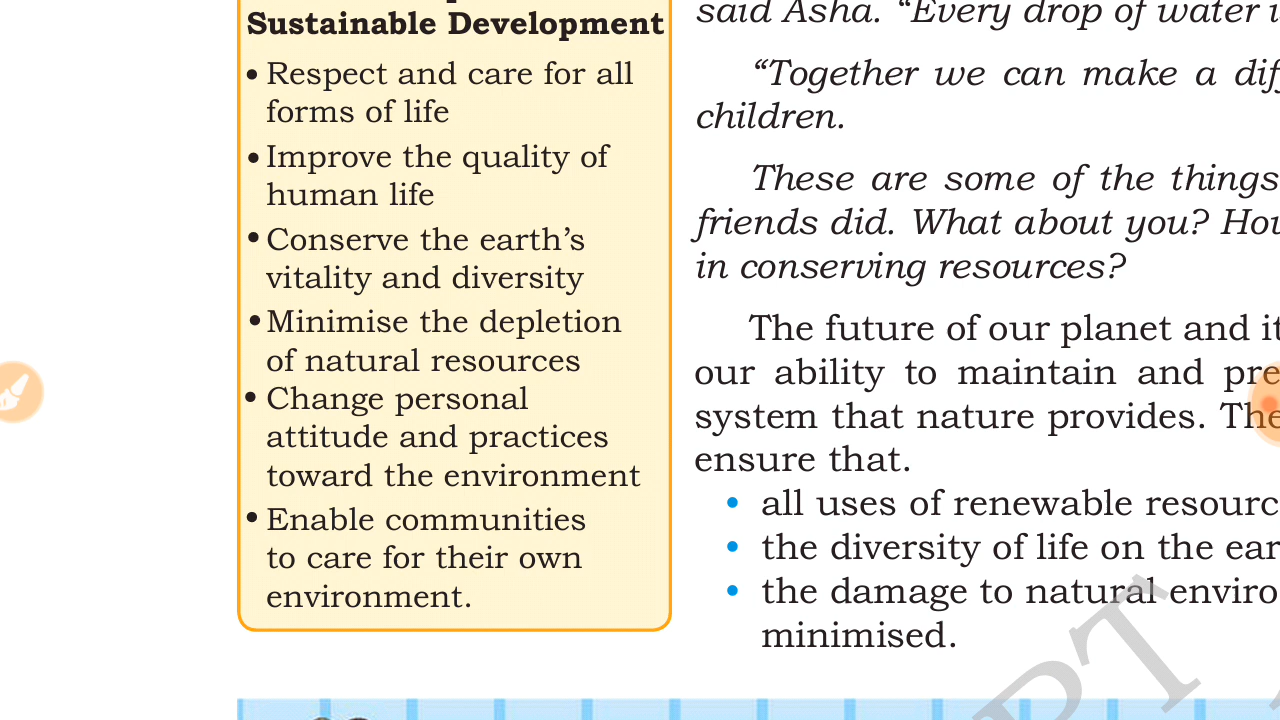 Sustainable Development
• Respect and care for all
forms of life
• Improve the quality of
human life
• Conserve the earth’s
vitality and diversity
• Minimise the depletion
of natural resources
• Change personal
attitude and practices
toward the environment
• Enable communities
to care for their own
environment.
said Asha. “Every drop of water
“Together we can make a
children.
These are some of the things
friends did. What about you?
in conserving resources?
The future of our planet and
our ability to maintain and
system that nature provides.
ensure that.
• all uses of renewable
• the diversity of life on the
• the damage to natural
minimised.